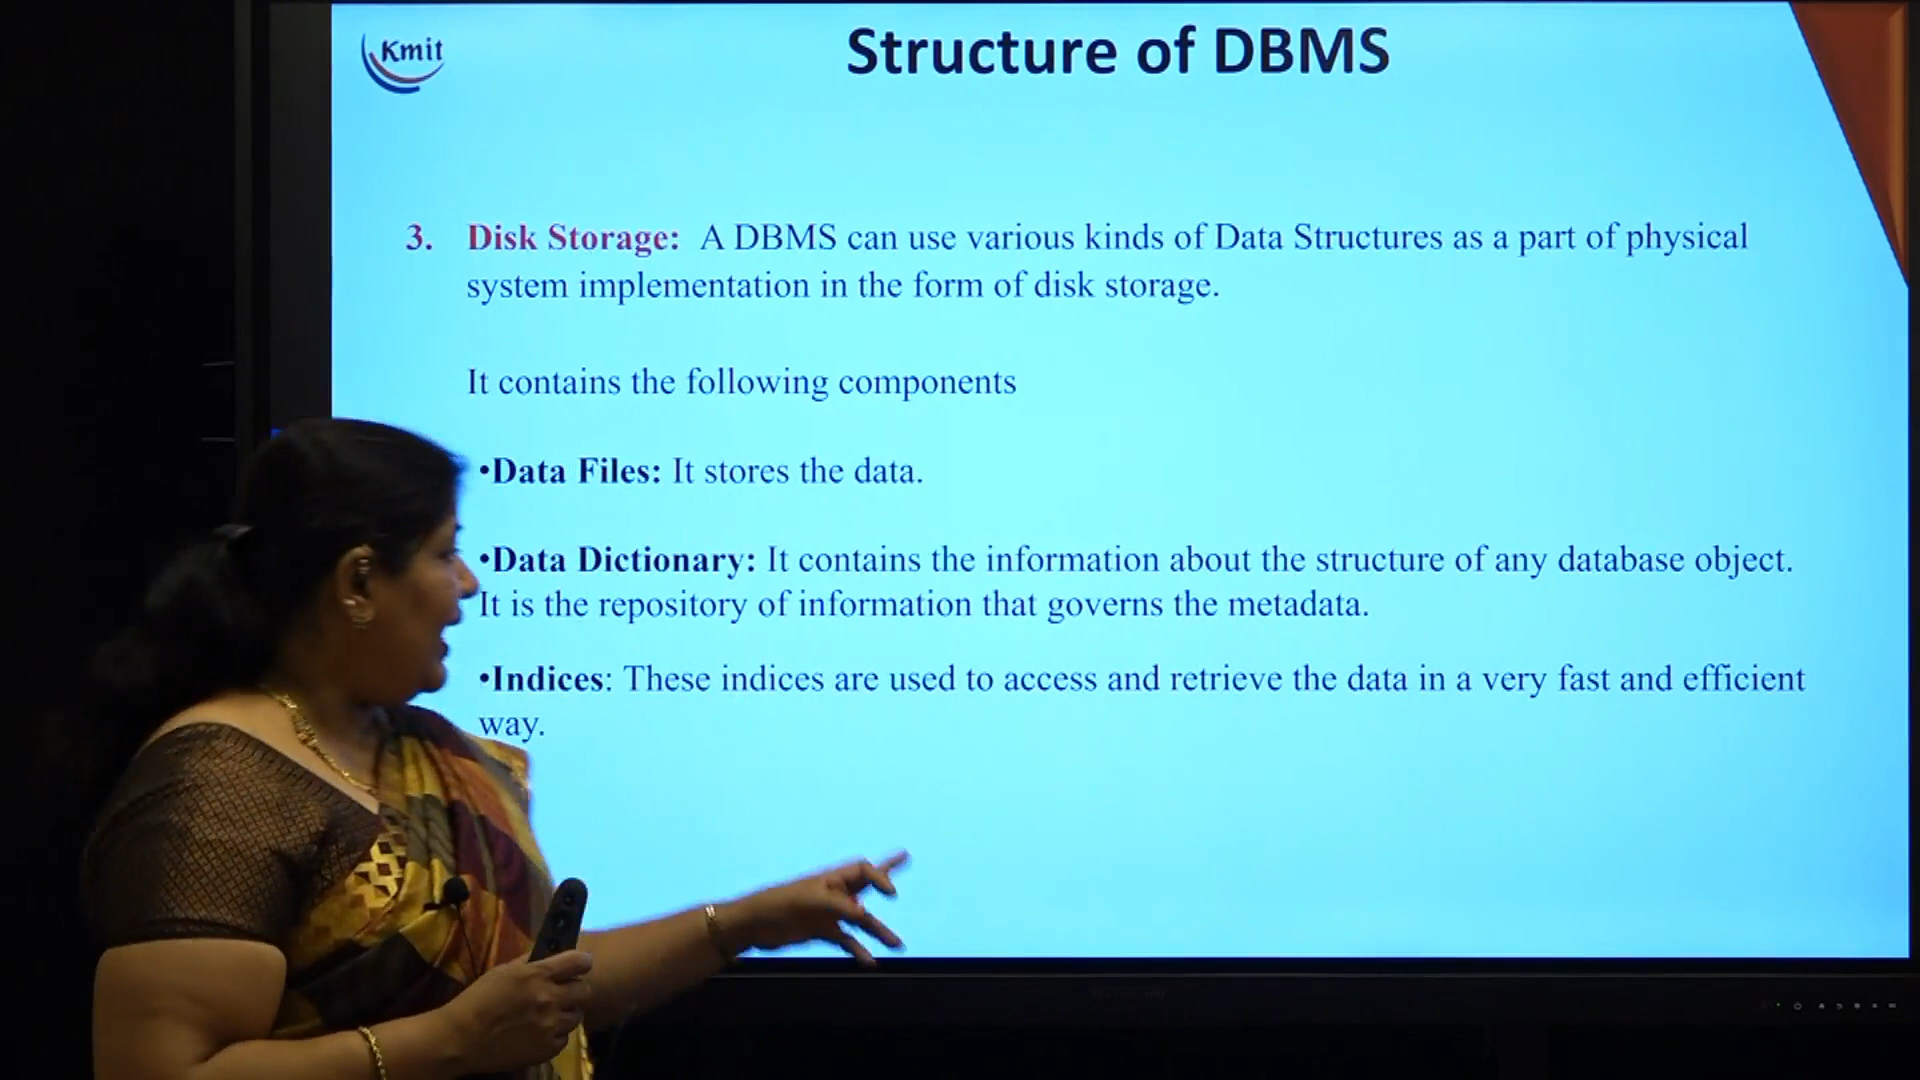 Kmit
Structure of DBMS
3. Disk Storage: A DBMS can use various kinds of Data Structures as a part of physical
system implementation in the form of disk storage.
It contains the following components
•Data Files: It stores the data.
•Data Dictionary: It contains the information about the structure of any database object.
It is the repository of information that governs the metadata.
•Indices: These indices are used to access and retrieve the data in a very fast and efficient
way.